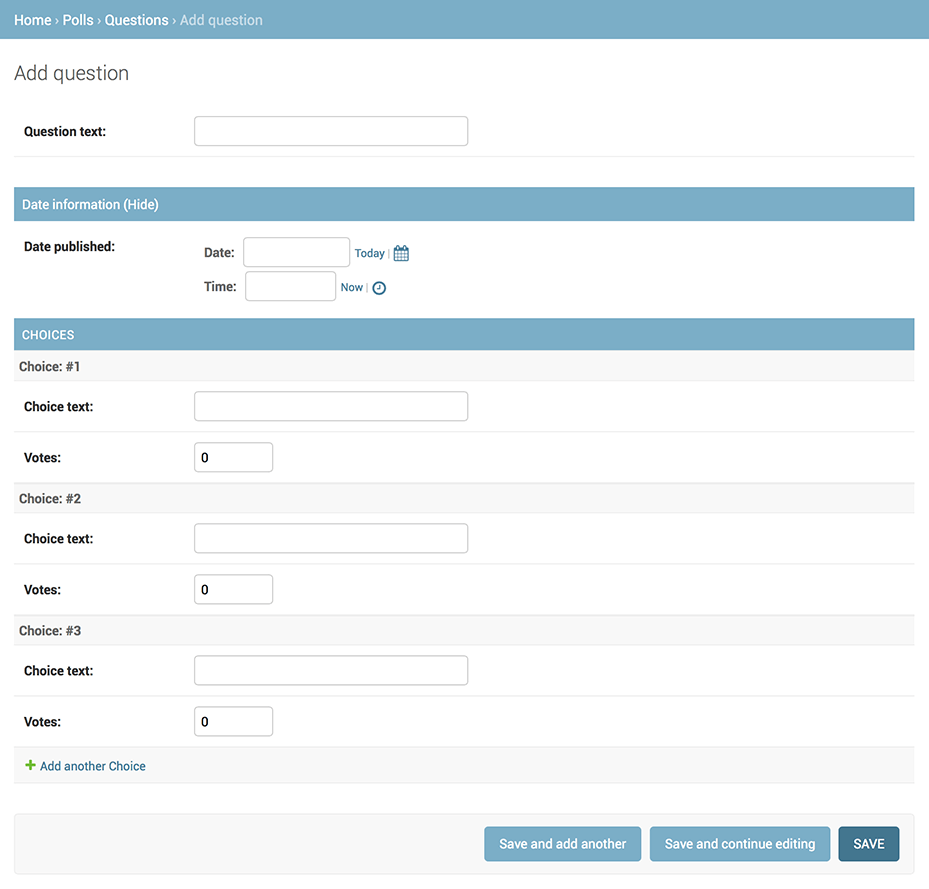 Home › Polls › Questions › Add question
Add question
Question text:
Date information (Hide)
Date published:
Date: Today |
Time: Now |
CHOICES
Choice: #1
Choice text:
Votes: 0
Choice: #2
Choice text:
Votes: 0
Choice: #3
Choice text:
Votes: 0
Add another Choice
Save and add another Save and continue editing SAVE